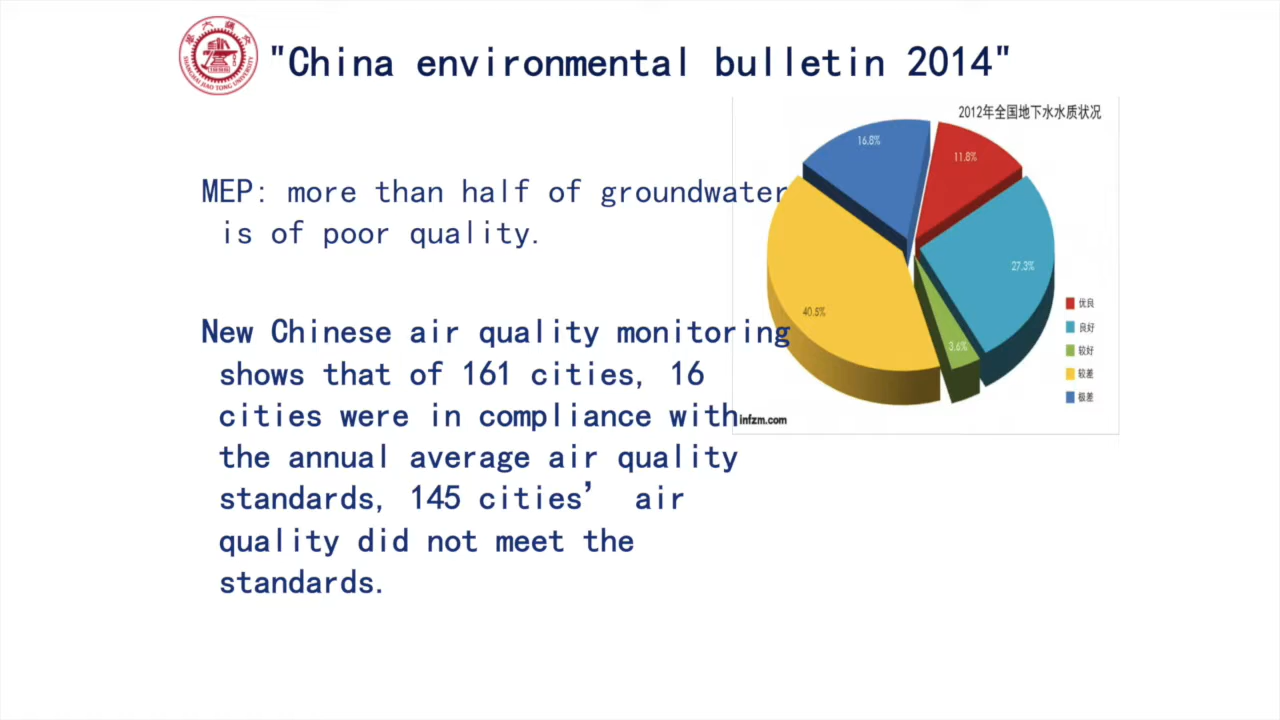 "China environmental bulletin 2014"
MEP: more than half of groundwater
is of poor quality.
New Chinese air quality monitoring
shows that of 161 cities, 16
cities were in compliance with
the annual average air quality
standards, 145 cities’ air
quality did not meet the
standards.
2012年全国地下水水质状况
16.8%
11.8%
27.3%
40.5%
3.6%
优良
良好
较好
较差
极差
infzm.com
SHANGHAI JIAO TONG UNIVERSITY